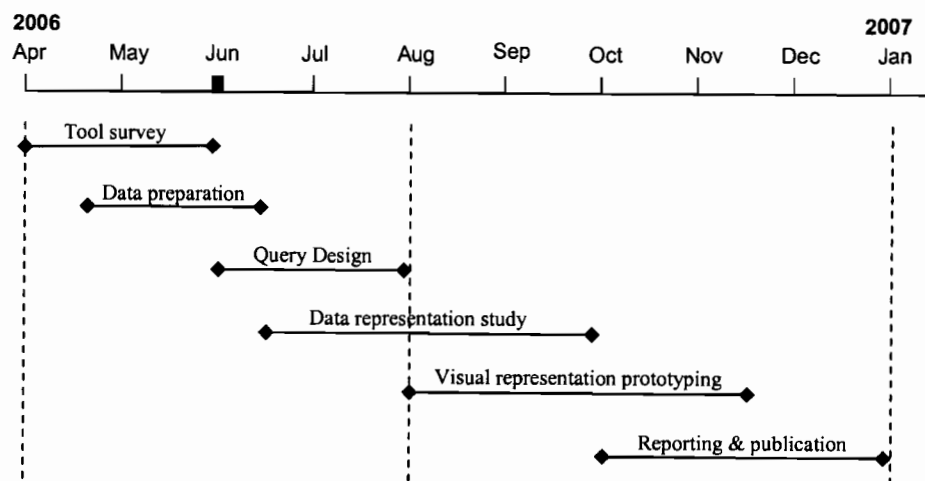 2006
2007
Apr May Jun Jul Aug Sep Oct Nov Dec Jan
Tool survey
Data preparation
Query Design
Data representation study
Visual representation prototyping
Reporting & publication